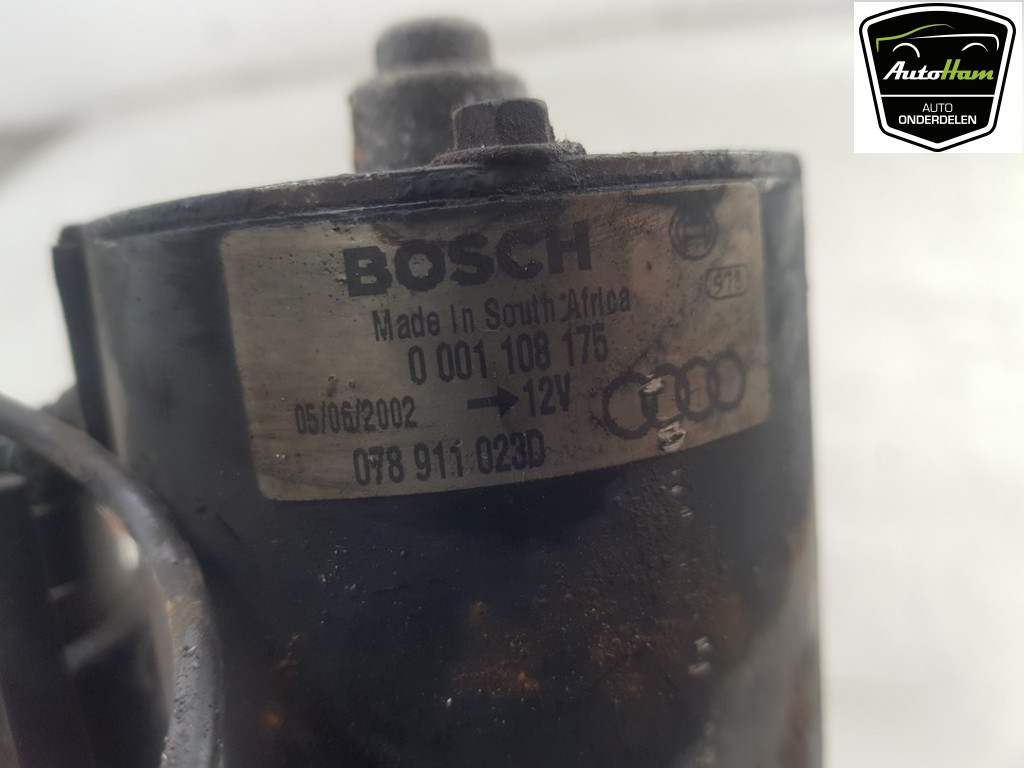 AutoHam
AUTO
ONDERDELEN
BOSCH
978
Made in South Africa
0 001 108 175
05/06/2002 → 12V
078 911 023D